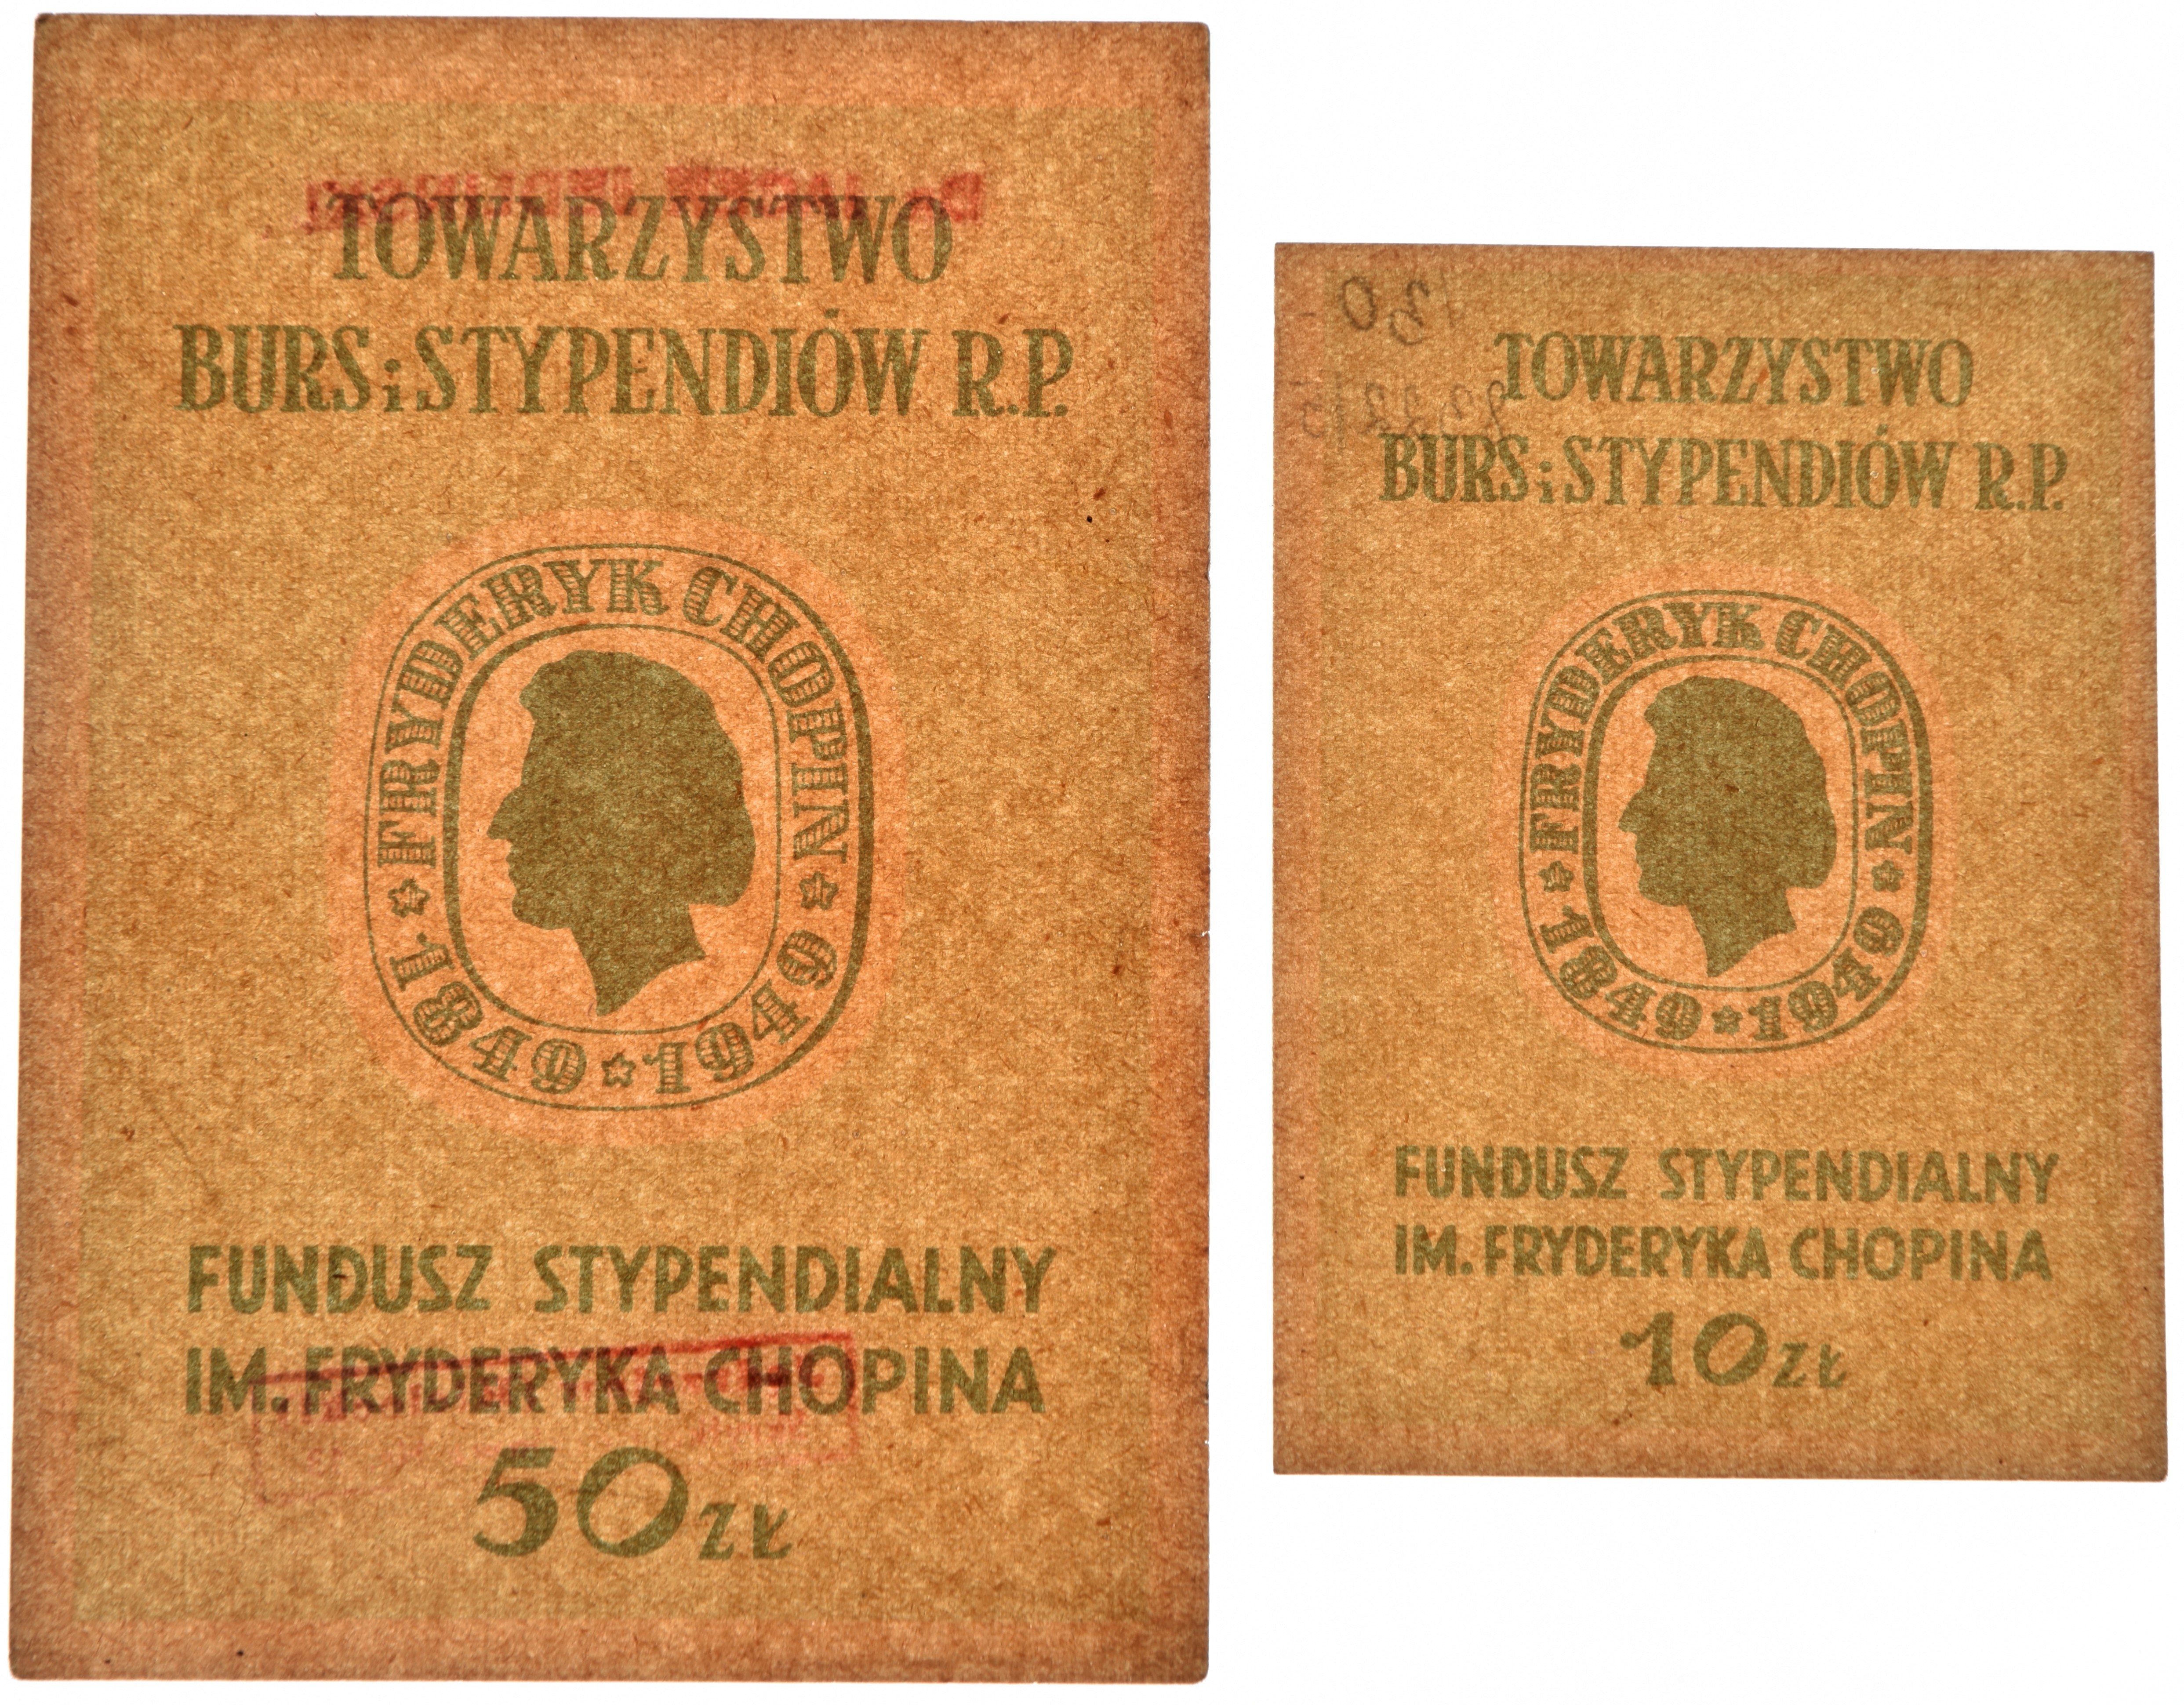 TOWARZYSTWO
BURS i STYPENDIÓW R.P.
FRYDERYK CHOPIN
1849 ☆ 1949
FUNDUSZ STYPENDIALNY
IM. FRYDERYKA CHOPINA
50 ZŁ
130
TOWARZYSTWO
BURS i STYPENDIÓW R.P.
FRYDERYK CHOPIN
1849 ☆ 1949
FUNDUSZ STYPENDIALNY
IM. FRYDERYKA CHOPINA
10 ZŁ